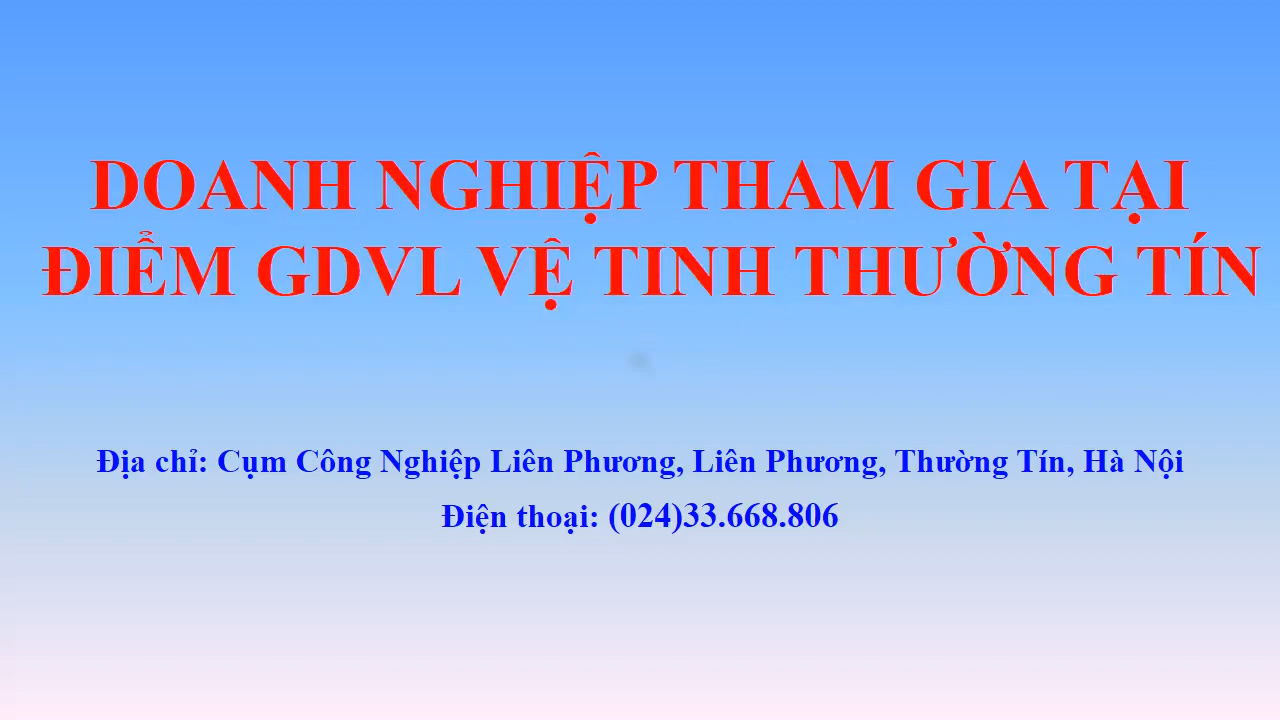 DOANH NGHIỆP THAM GIA TẠI
ĐIỂM GDVL VỆ TINH THƯỜNG TÍN
Địa chỉ: Cụm Công Nghiệp Liên Phương, Liên Phương, Thường Tín, Hà Nội
Điện thoại: (024)33.668.806